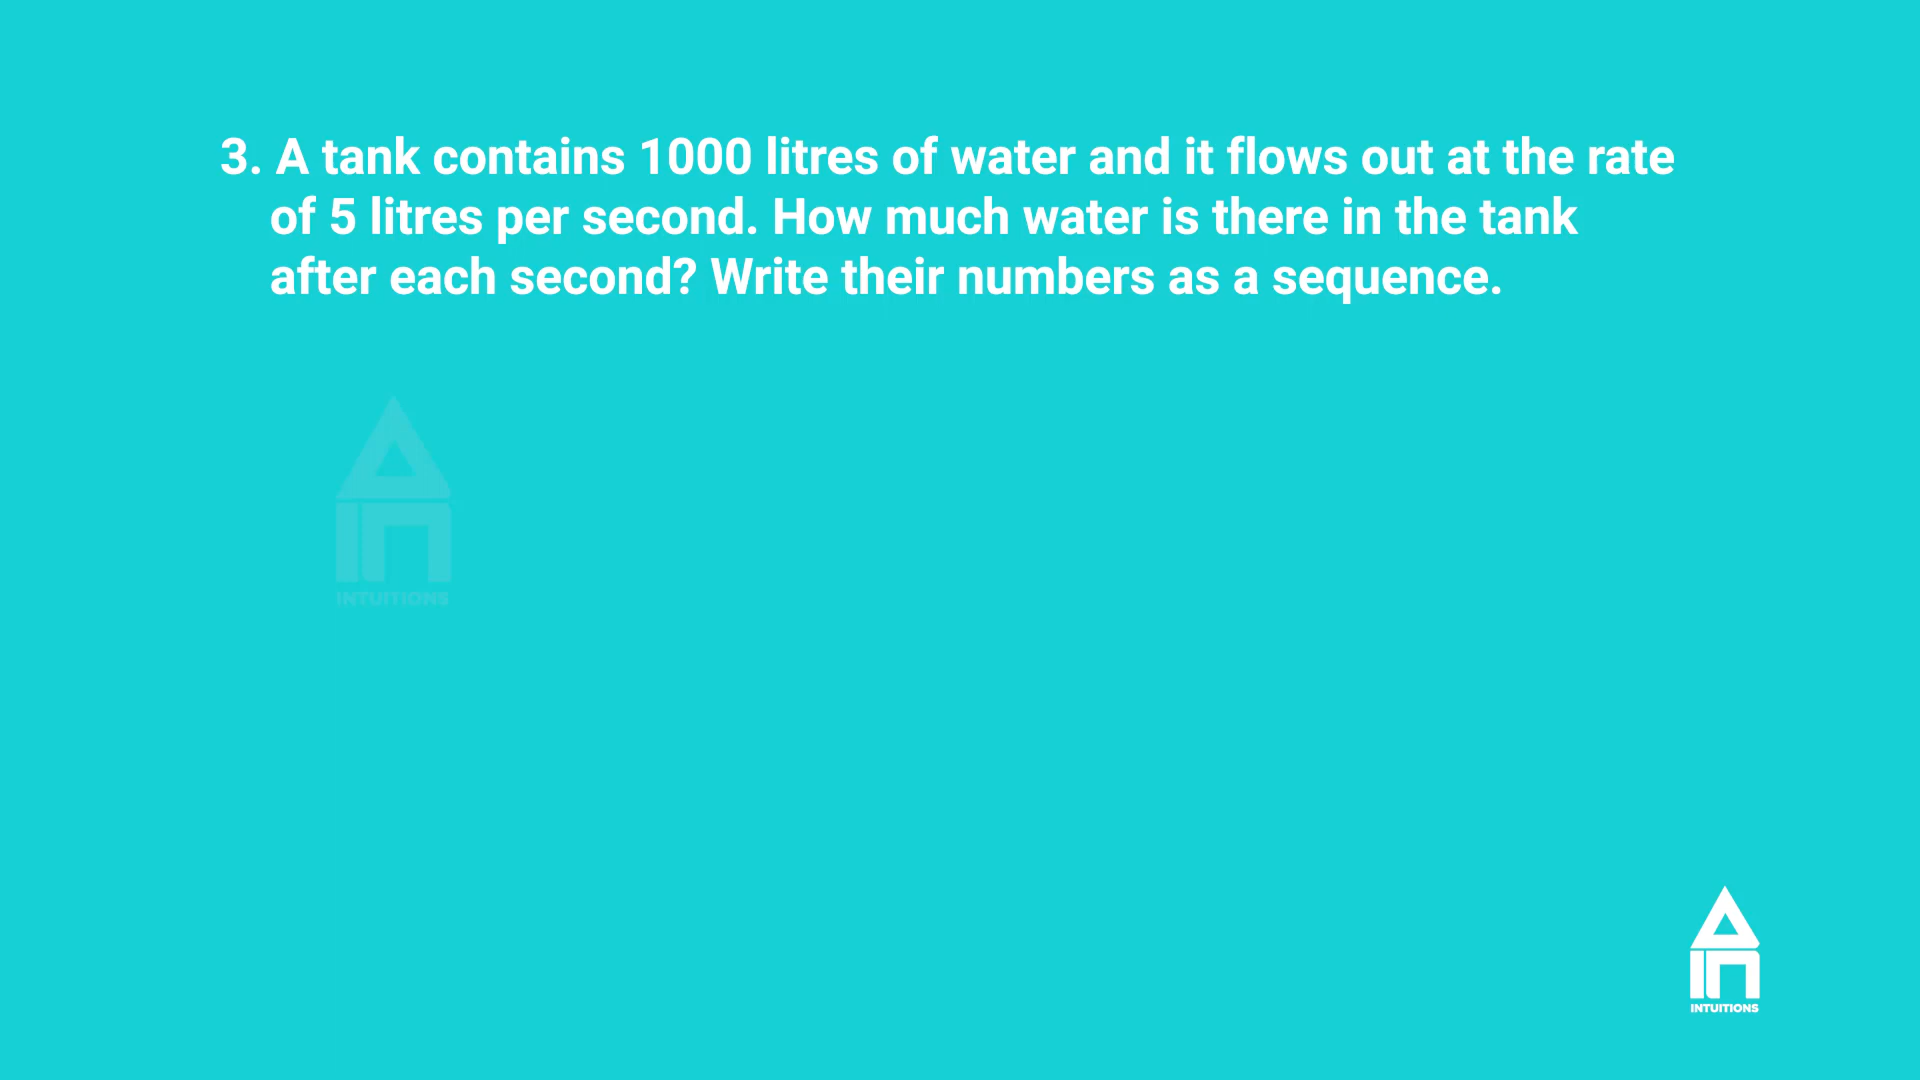 3. A tank contains 1000 litres of water and it flows out at the rate
of 5 litres per second. How much water is there in the tank
after each second? Write their numbers as a sequence.
INTUITIONS
INTUITIONS